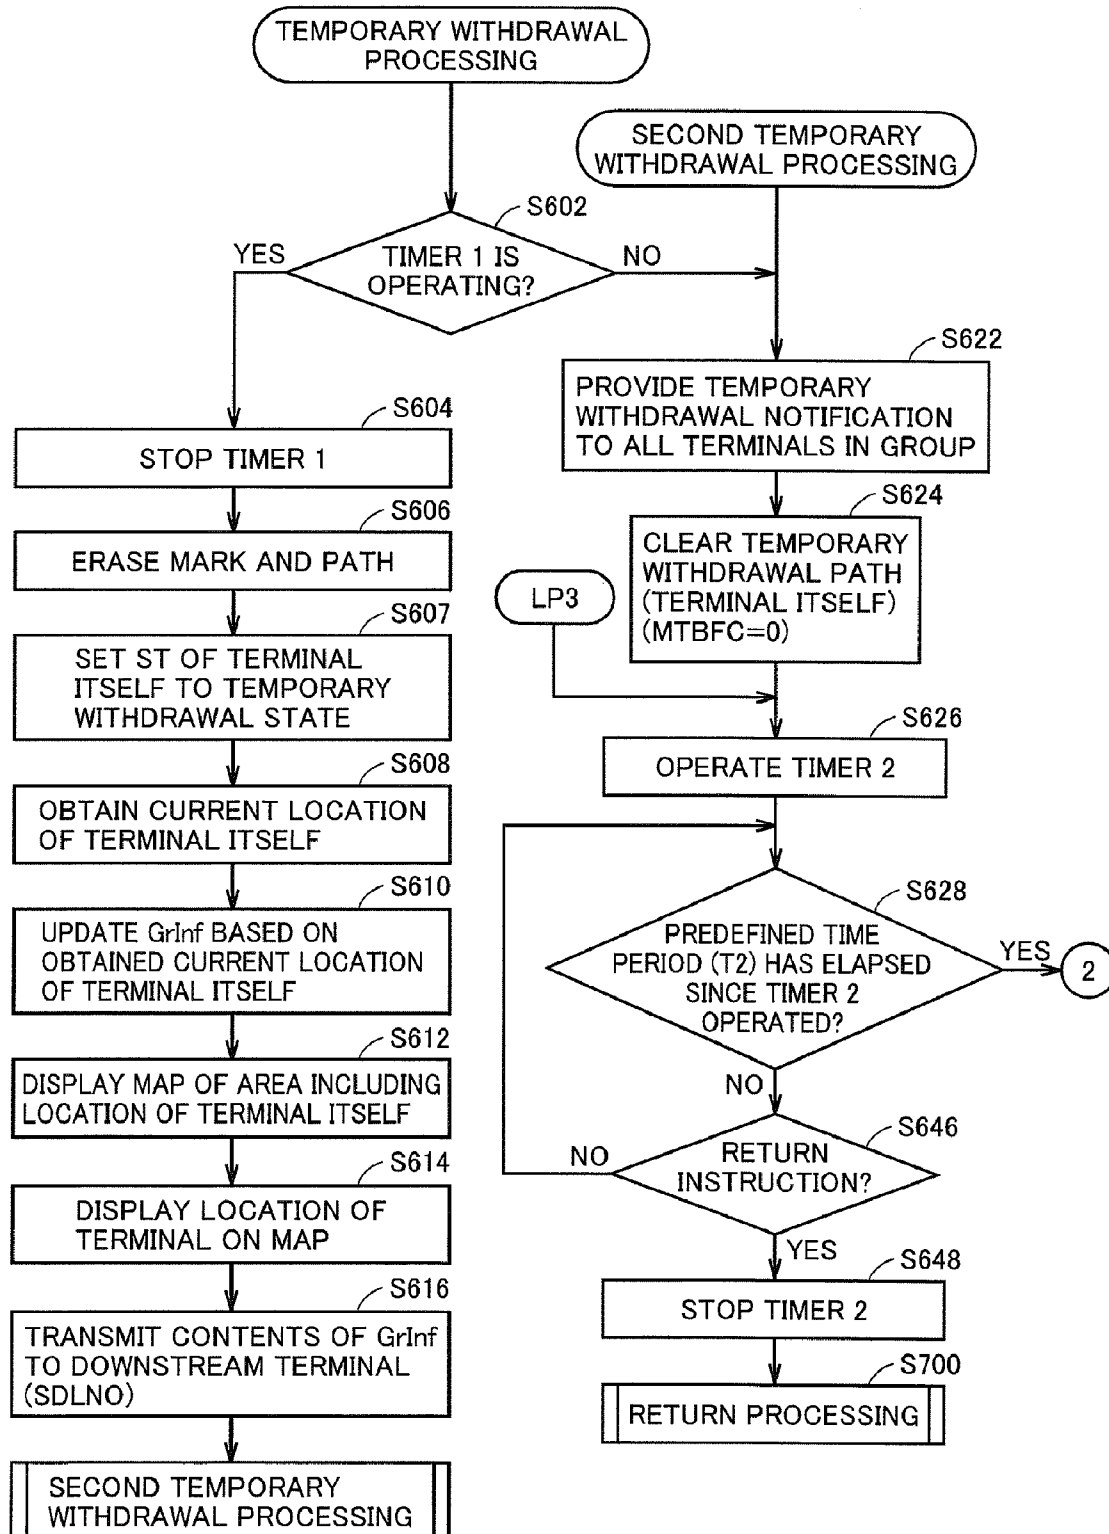 TEMPORARY WITHDRAWAL
PROCESSING
SECOND TEMPORARY
WITHDRAWAL PROCESSING
S602
YES
TIMER 1 IS
OPERATING?
NO
S604
STOP TIMER 1
S606
ERASE MARK AND PATH
S607
SET ST OF TERMINAL
ITSELF TO TEMPORARY
WITHDRAWAL STATE
S608
OBTAIN CURRENT LOCATION
OF TERMINAL ITSELF
S610
UPDATE GrInf BASED ON
OBTAINED CURRENT LOCATION
OF TERMINAL ITSELF
S612
DISPLAY MAP OF AREA INCLUDING
LOCATION OF TERMINAL ITSELF
S614
DISPLAY LOCATION OF
TERMINAL ON MAP
S616
TRANSMIT CONTENTS OF GrInf
TO DOWNSTREAM TERMINAL
(SDLNO)
SECOND TEMPORARY
WITHDRAWAL PROCESSING
S622
PROVIDE TEMPORARY
WITHDRAWAL NOTIFICATION
TO ALL TERMINALS IN GROUP
S624
CLEAR TEMPORARY
WITHDRAWAL PATH
(TERMINAL ITSELF)
(MTBFC=0)
LP3
S626
OPERATE TIMER 2
S628
PREDEFINED TIME
PERIOD (T2) HAS ELAPSED
SINCE TIMER 2
OPERATED?
YES
2
NO
S646
RETURN
INSTRUCTION?
NO
YES
S648
STOP TIMER 2
S700
RETURN PROCESSING